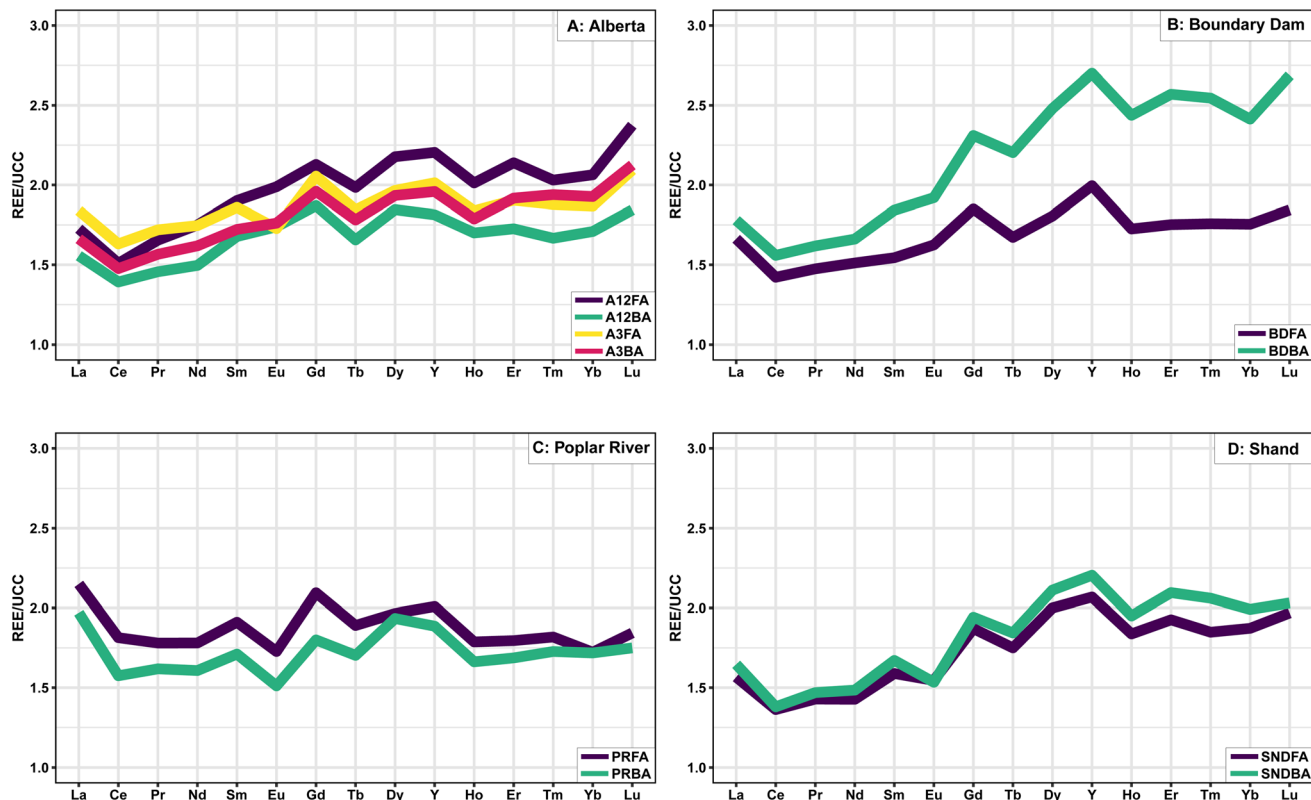 A: Alberta
3.0
2.5
2.0
1.5
1.0
REE/UCC
A12FA
A12BA
A3FA
A3BA
La Ce Pr Nd Sm Eu Gd Tb Dy Y Ho Er Tm Yb Lu
B: Boundary Dam
3.0
2.5
2.0
1.5
1.0
REE/UCC
BDFA
BDBA
La Ce Pr Nd Sm Eu Gd Tb Dy Y Ho Er Tm Yb Lu
C: Poplar River
3.0
2.5
2.0
1.5
1.0
REE/UCC
PRFA
PRBA
La Ce Pr Nd Sm Eu Gd Tb Dy Y Ho Er Tm Yb Lu
D: Shand
3.0
2.5
2.0
1.5
1.0
REE/UCC
SNDFA
SNDBA
La Ce Pr Nd Sm Eu Gd Tb Dy Y Ho Er Tm Yb Lu